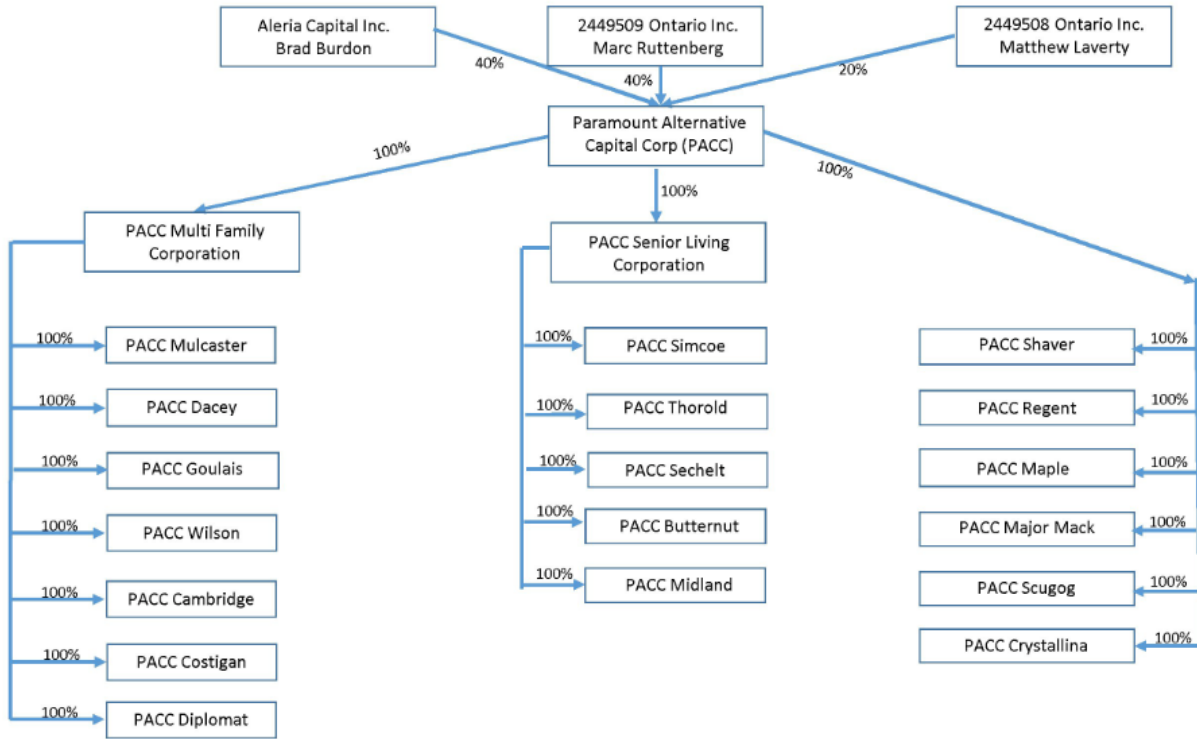 Aleria Capital Inc.
Brad Burdon
2449509 Ontario Inc.
Marc Ruttenberg
2449508 Ontario Inc.
Matthew Laverty
40%
40%
20%
Paramount Alternative
Capital Corp (PACC)
100%
100%
100%
PACC Multi Family
Corporation
PACC Senior Living
Corporation
100%
PACC Mulcaster
100%
PACC Dacey
100%
PACC Goulais
100%
PACC Wilson
100%
PACC Cambridge
100%
PACC Costigan
100%
PACC Diplomat
100%
PACC Simcoe
100%
PACC Thorold
100%
PACC Sechelt
100%
PACC Butternut
100%
PACC Midland
PACC Shaver
100%
PACC Regent
100%
PACC Maple
100%
PACC Major Mack
100%
PACC Scugog
100%
PACC Crystallina
100%